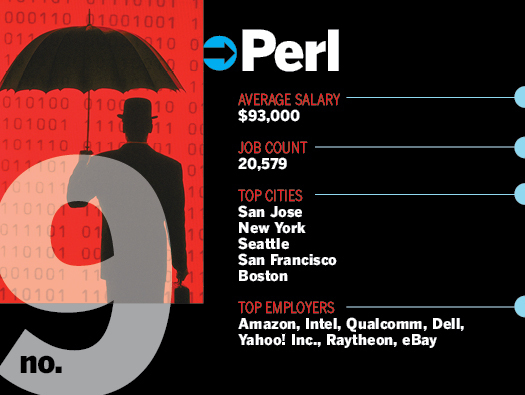 Perl
AVERAGE SALARY
$93,000
JOB COUNT
20,579
TOP CITIES
San Jose
New York
Seattle
San Francisco
Boston
TOP EMPLOYERS
Amazon, Intel, Qualcomm, Dell,
Yahoo! Inc., Raytheon, eBay
no. 9